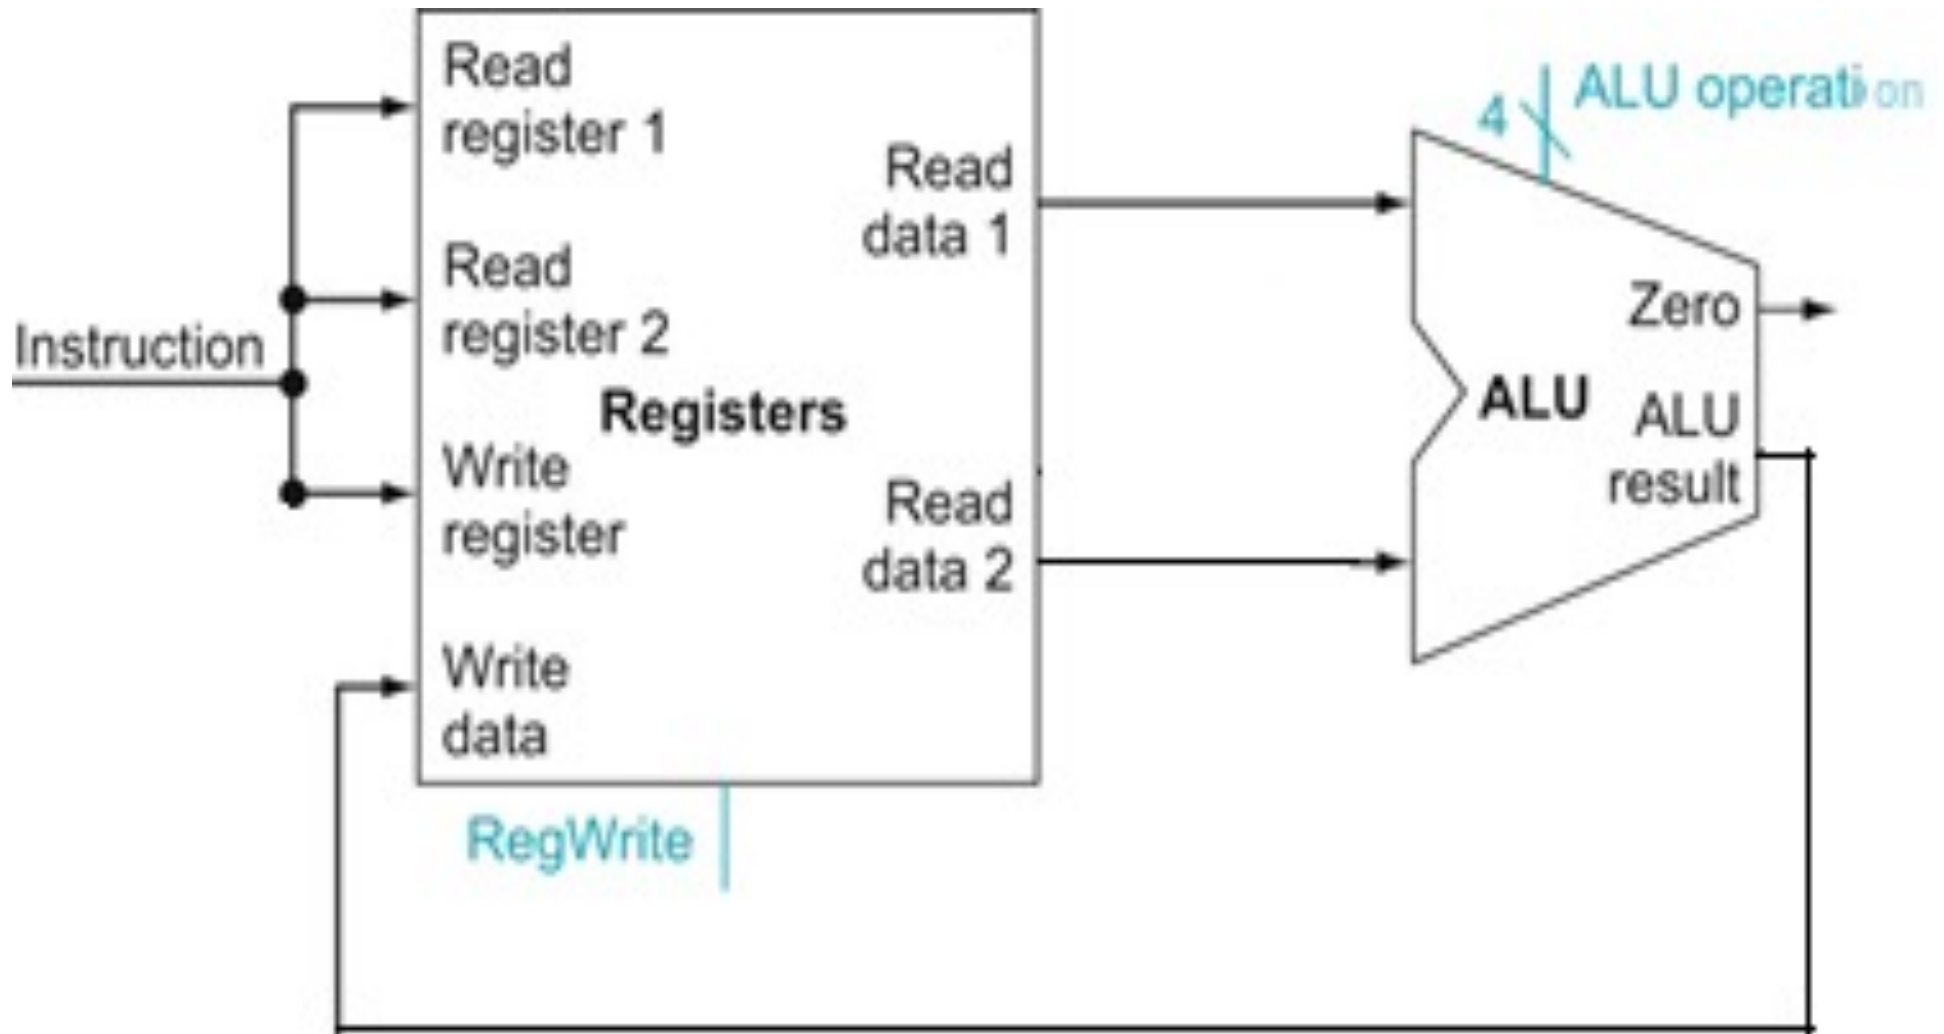 Read
register 1
Read
register 2
Instruction
Registers
Write
register
Write
data
Read
data 1
Read
data 2
RegWrite
4
ALU operation
Zero
ALU
ALU
result